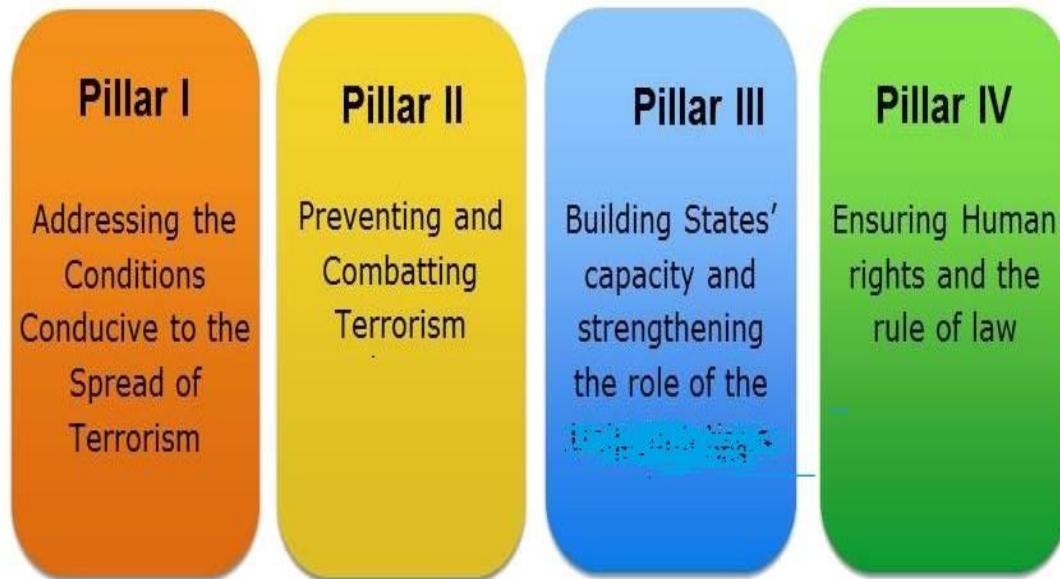 Pillar I
Addressing the
Conditions
Conducive to the
Spread of
Terrorism
Pillar II
Preventing and
Combatting
Terrorism
Pillar III
Building States’
capacity and
strengthening
the role of the
Pillar IV
Ensuring Human
rights and the
rule of law